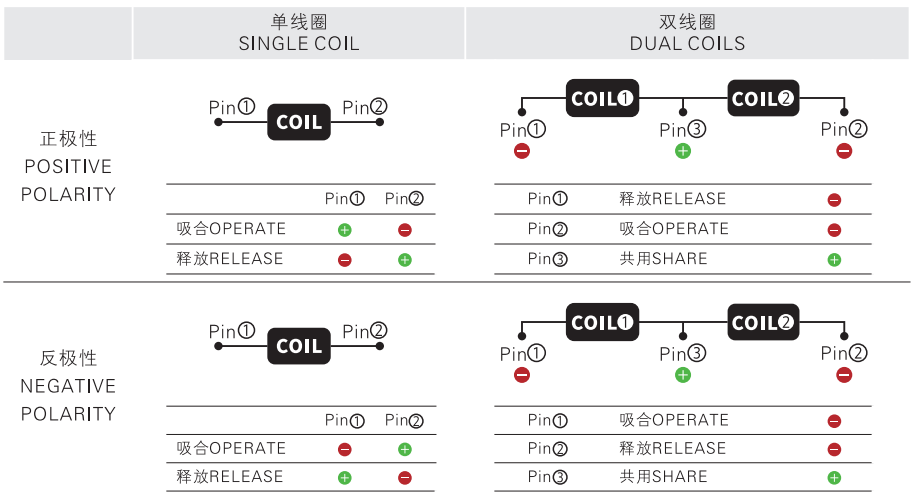 单线圈
SINGLE COIL
双线圈
DUAL COILS
正极性
POSITIVE
POLARITY
Pin① COIL Pin②
Pin① Pin②
吸合OPERATE + −
释放RELEASE − +
COIL❶ COIL❷
Pin① Pin③ Pin②
− + −
Pin① 释放RELEASE −
Pin② 吸合OPERATE −
Pin③ 共用SHARE +
反极性
NEGATIVE
POLARITY
Pin① COIL Pin②
Pin① Pin②
吸合OPERATE − +
释放RELEASE + −
COIL❶ COIL❷
Pin① Pin③ Pin②
− + −
Pin① 吸合OPERATE −
Pin② 释放RELEASE −
Pin③ 共用SHARE +